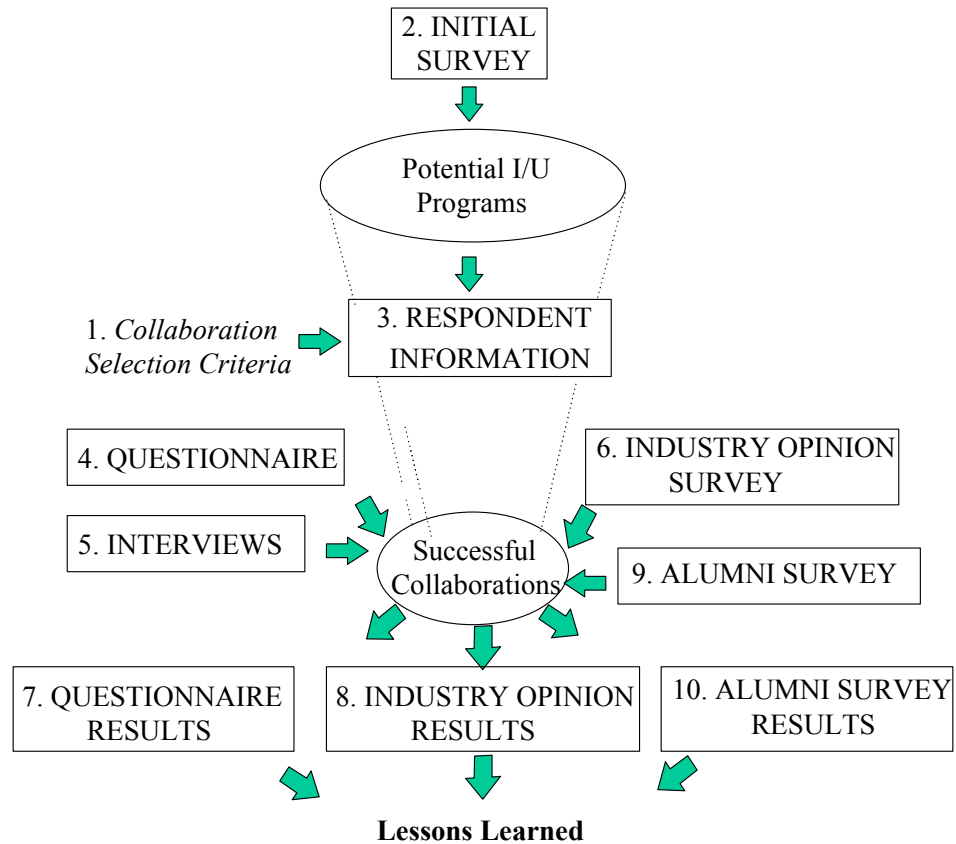 2. INITIAL
SURVEY
Potential I/U
Programs
1. Collaboration
Selection Criteria
3. RESPONDENT
INFORMATION
4. QUESTIONNAIRE
6. INDUSTRY OPINION
SURVEY
5. INTERVIEWS
Successful
Collaborations
9. ALUMNI SURVEY
7. QUESTIONNAIRE
RESULTS
8. INDUSTRY OPINION
RESULTS
10. ALUMNI SURVEY
RESULTS
Lessons Learned